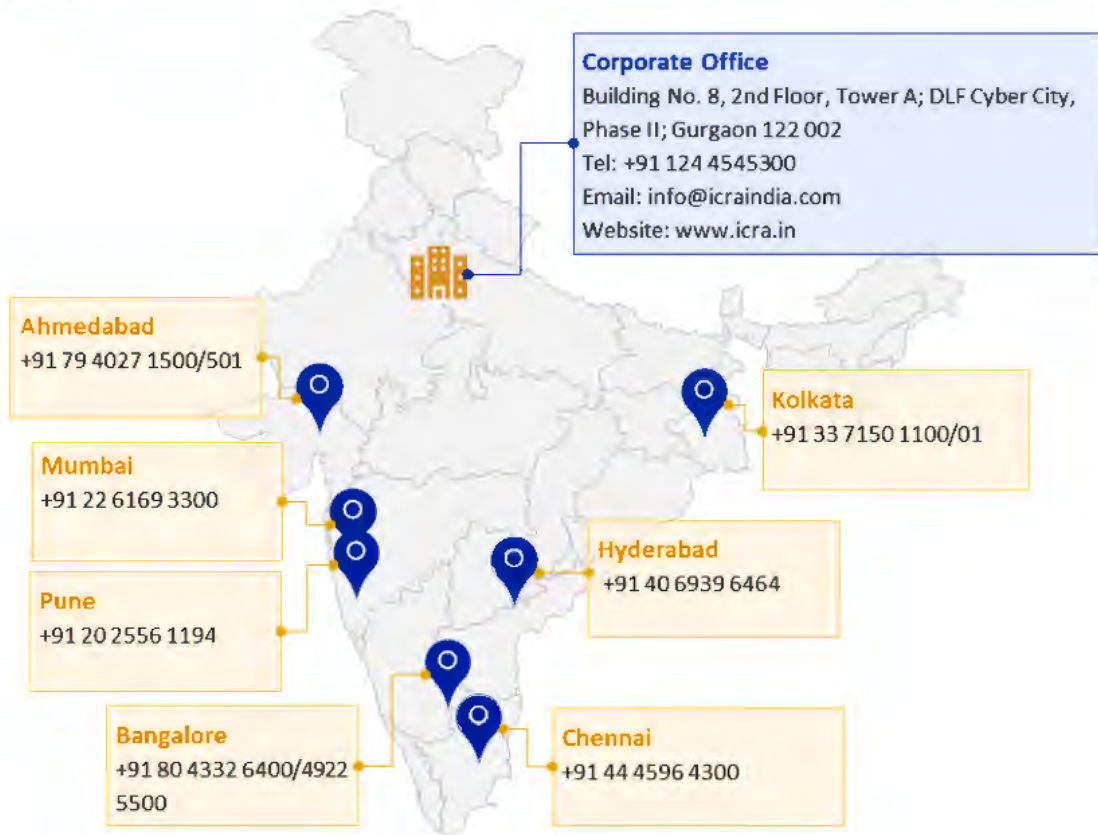 Corporate Office
Building No. 8, 2nd Floor, Tower A; DLF Cyber City,
Phase II; Gurgaon 122 002
Tel: +91 124 4545300
Email: info@icraindia.com
Website: www.icra.in
Ahmedabad
+91 79 4027 1500/501
Kolkata
+91 33 7150 1100/01
Mumbai
+91 22 6169 3300
Hyderabad
+91 40 6939 6464
Pune
+91 20 2556 1194
Bangalore
+91 80 4332 6400/4922
5500
Chennai
+91 44 4596 4300